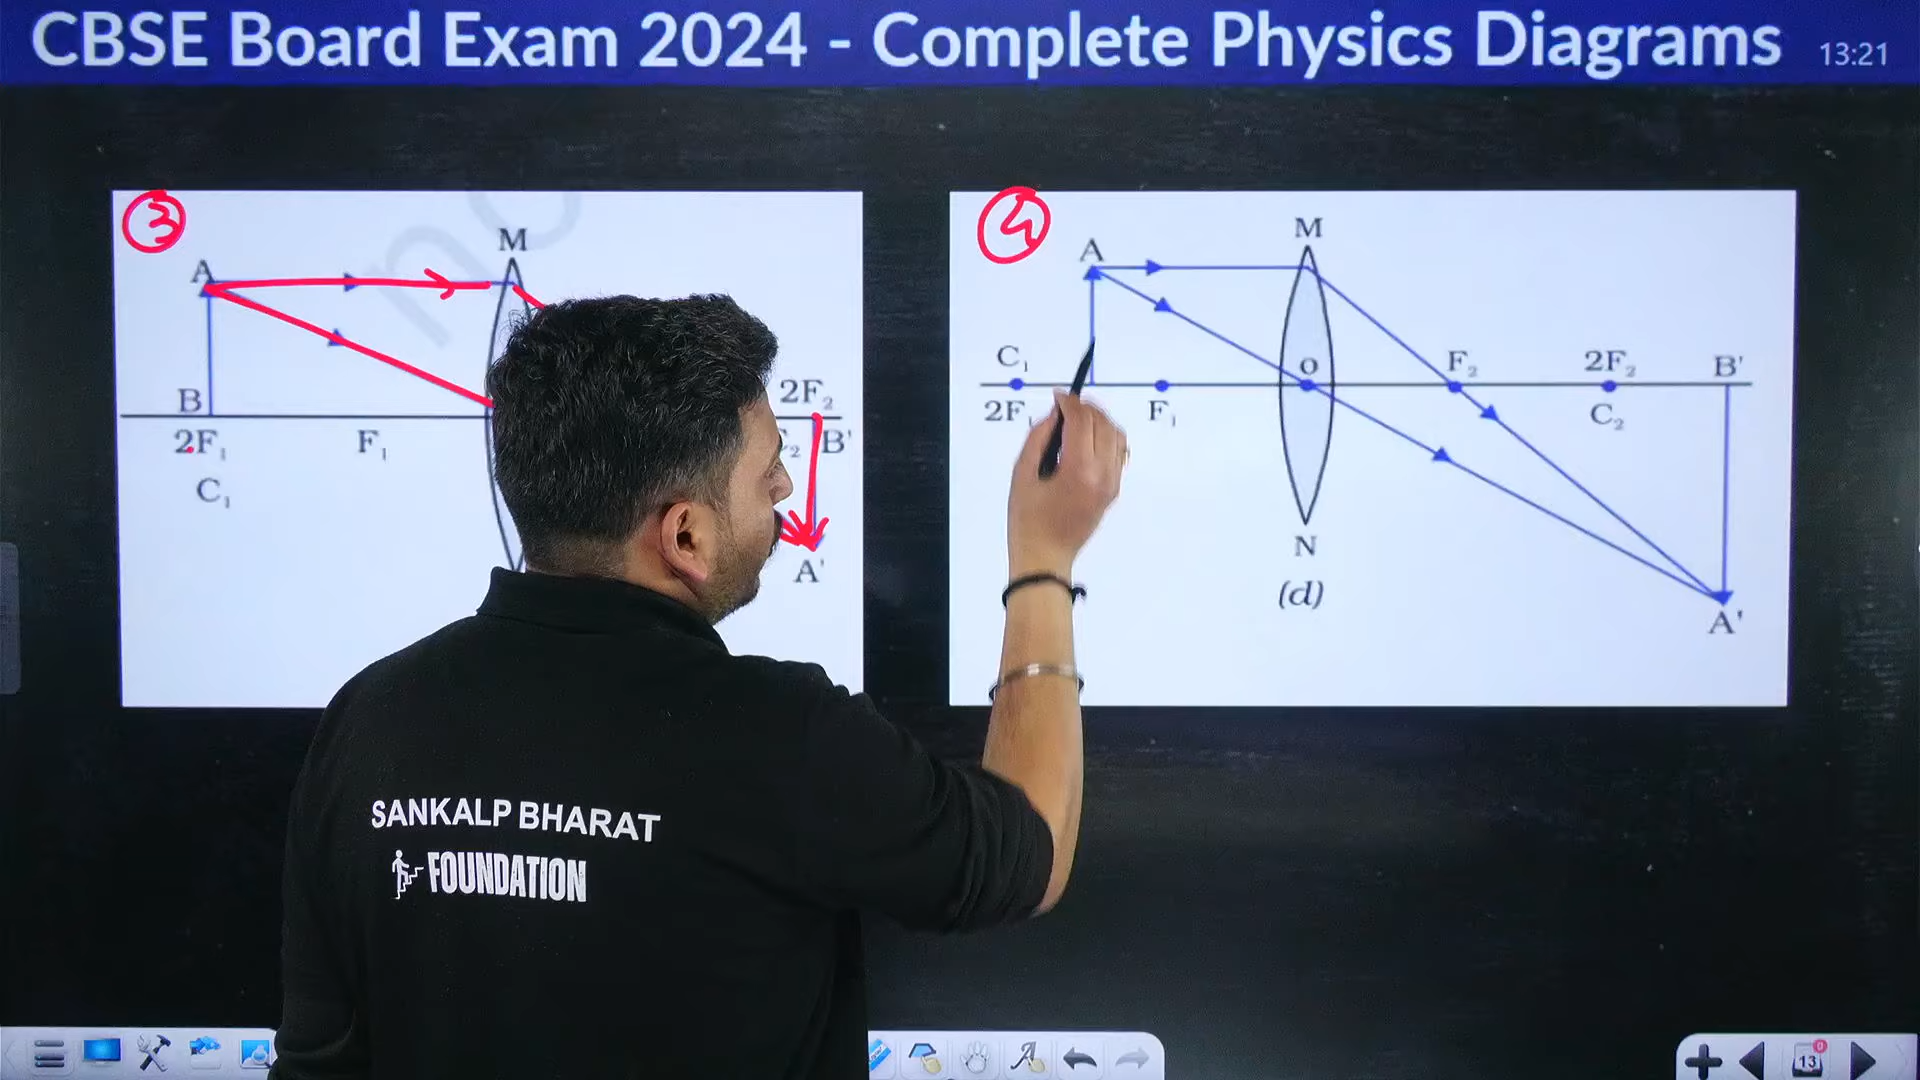 CBSE Board Exam 2024 - Complete Physics Diagrams 13:21
3
M
A
B
2F₂
2F₁
F₁
B'
C₁
A'
4
M
A
C₁
O
F₂
2F₂
B'
2F₁
F₁
C₂
N
(d)
A'
SANKALP BHARAT
FOUNDATION
13